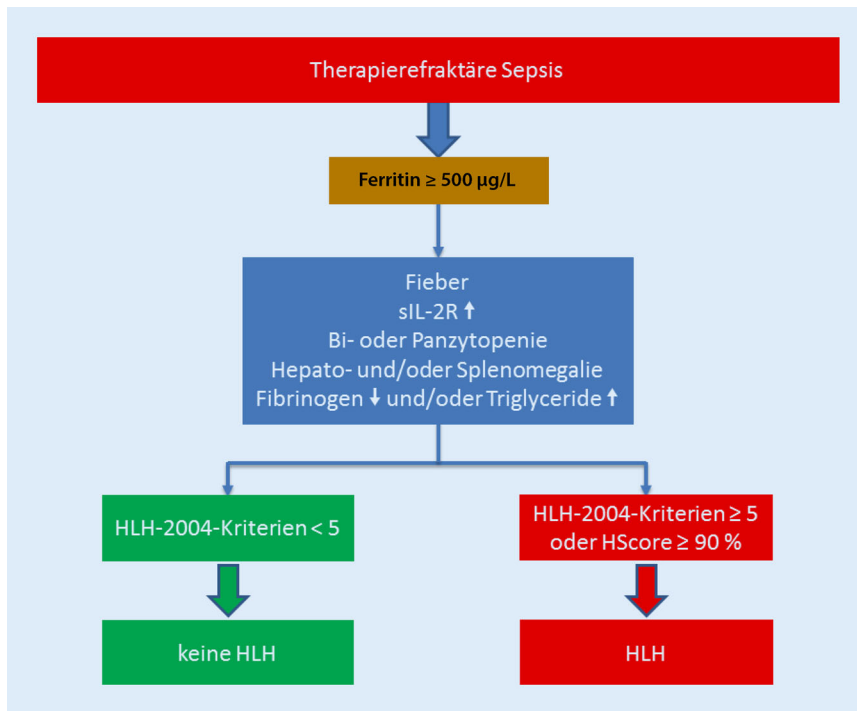 Therapierefraktäre Sepsis
Ferritin ≥ 500 µg/L
Fieber
sIL-2R ↑
Bi- oder Panzytopenie
Hepato- und/oder Splenomegalie
Fibrinogen ↓ und/oder Triglyceride ↑
HLH-2004-Kriterien < 5
HLH-2004-Kriterien ≥ 5
oder HScore ≥ 90 %
keine HLH
HLH